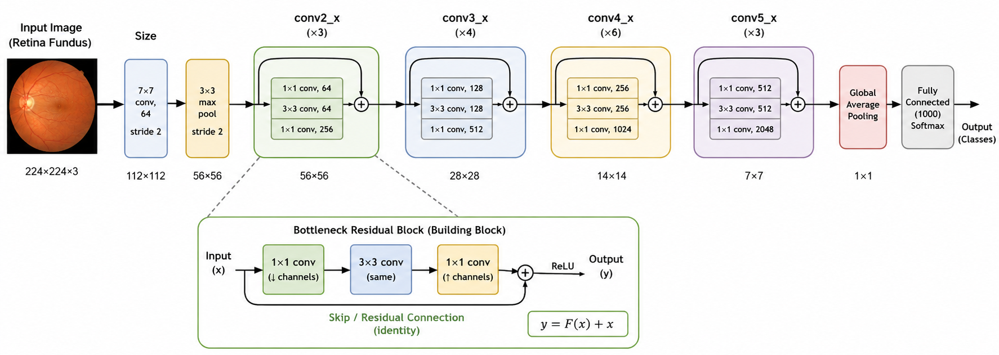 Input Image
(Retina Fundus)
224×224×3
Size
7×7
conv,
64
stride 2
112×112
3×3
max
pool
stride 2
56×56
conv2_x
(×3)
1×1 conv, 64
3×3 conv, 64
1×1 conv, 256
+
56×56
conv3_x
(×4)
1×1 conv, 128
3×3 conv, 128
1×1 conv, 512
+
28×28
conv4_x
(×6)
1×1 conv, 256
3×3 conv, 256
1×1 conv, 1024
+
14×14
conv5_x
(×3)
1×1 conv, 512
3×3 conv, 512
1×1 conv, 2048
+
7×7
Global
Average
Pooling
1×1
Fully
Connected
(1000)
Softmax
Output
(Classes)
Bottleneck Residual Block (Building Block)
Input
(x)
1×1 conv
(↓ channels)
3×3 conv
(same)
1×1 conv
(↑ channels)
+
ReLU
Output
(y)
Skip / Residual Connection
(identity)
y = F(x) + x